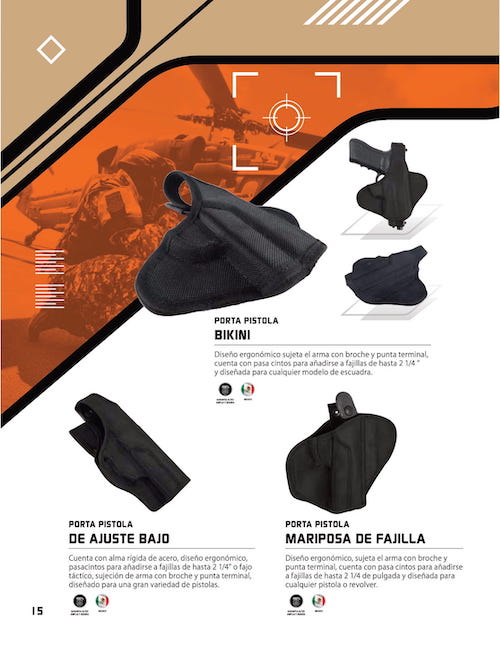 PORTA PISTOLA
BIKINI
Diseño ergonómico sujeta el arma con broche y punta terminal,
cuenta con pasa cintos para añadirse a fajillas de hasta 2 1/4 "
y diseñada para cualquier modelo de escuadra.
PORTA PISTOLA
DE AJUSTE BAJO
Cuenta con alma rígida de acero, diseño ergonómico,
pasacintos para añadirse a fajillas de hasta 2 1/4" o fajo
táctico, sujeción de arma con broche y punta terminal,
diseñado para una gran variedad de pistolas.
PORTA PISTOLA
MARIPOSA DE FAJILLA
Diseño ergonómico, sujeta el arma con broche y
punta terminal, cuenta con pasa cintos para añadirse
a fajillas de hasta 2 1/4 de pulgada y diseñada para
cualquier pistola o revolver.
15